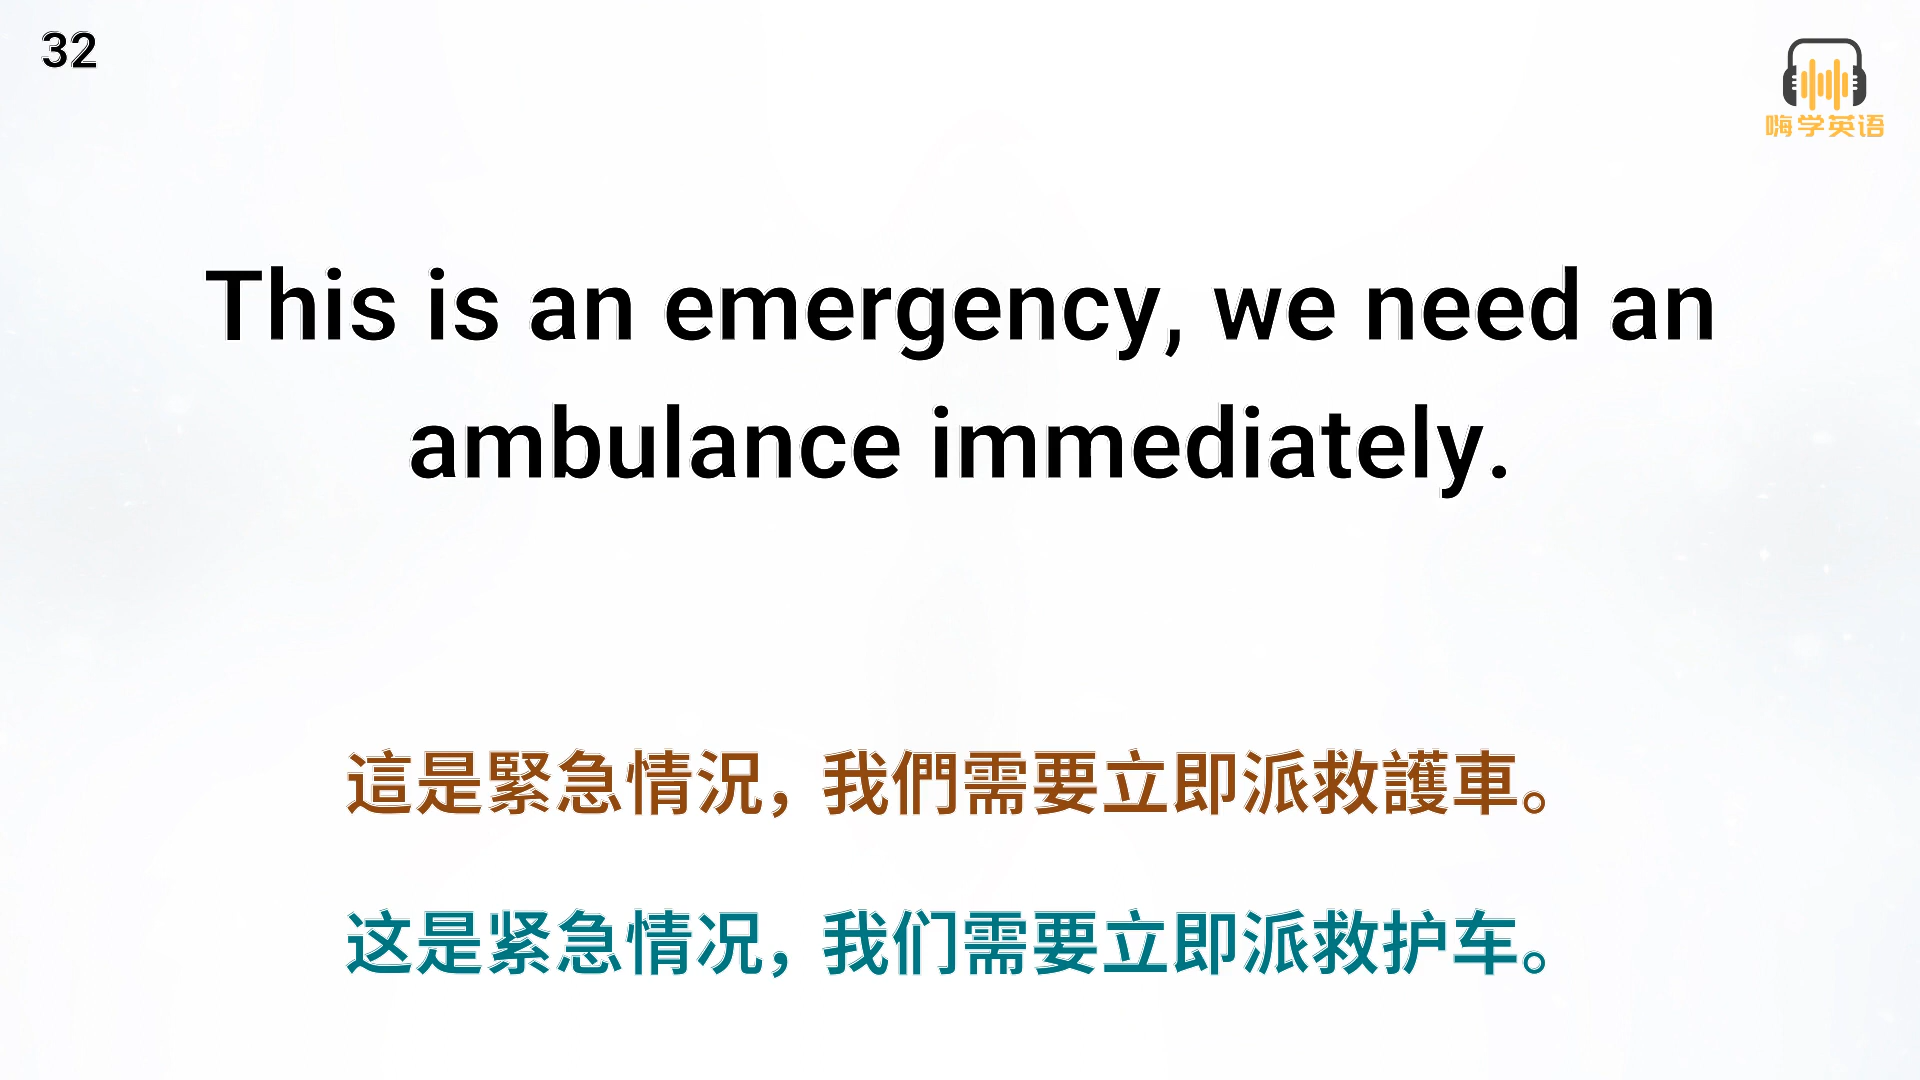 32
嗨学英语
This is an emergency, we need an
ambulance immediately.
這是緊急情況，我們需要立即派救護車。
这是紧急情况，我们需要立即派救护车。